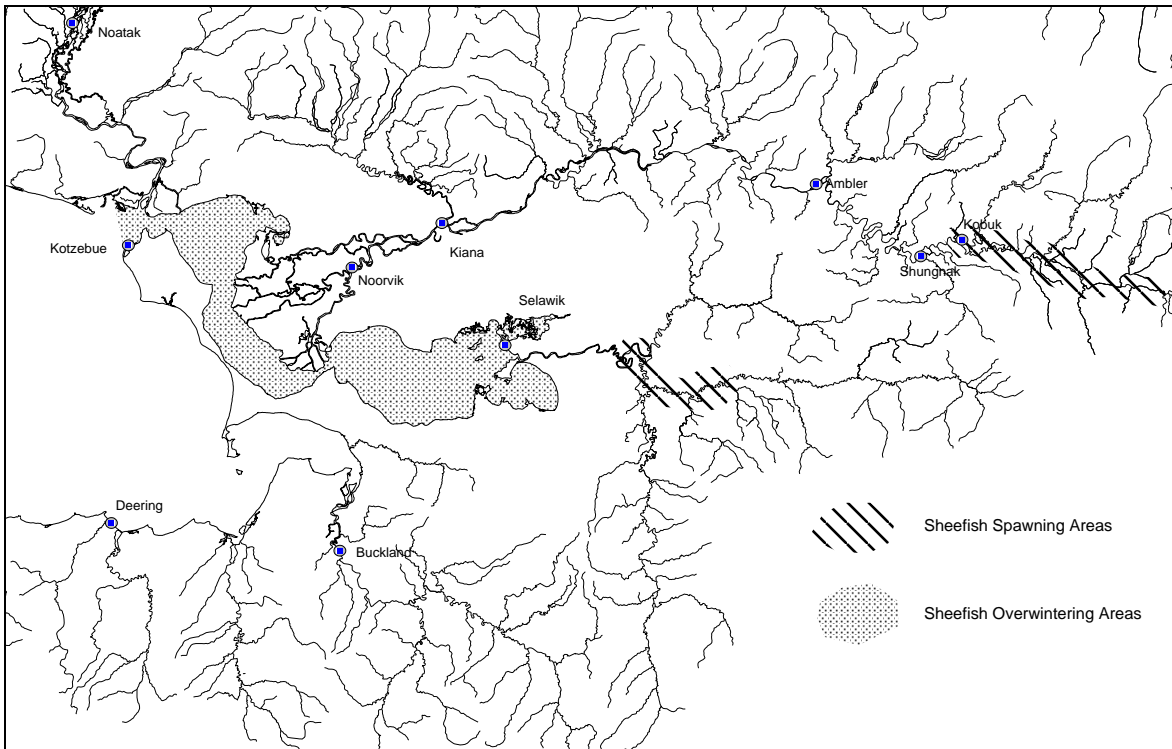 Noatak
Ambler
Kobuk
Kotzebue
Kiana
Shungnak
Noorvik
Selawik
Deering
Sheefish Spawning Areas
Buckland
Sheefish Overwintering Areas